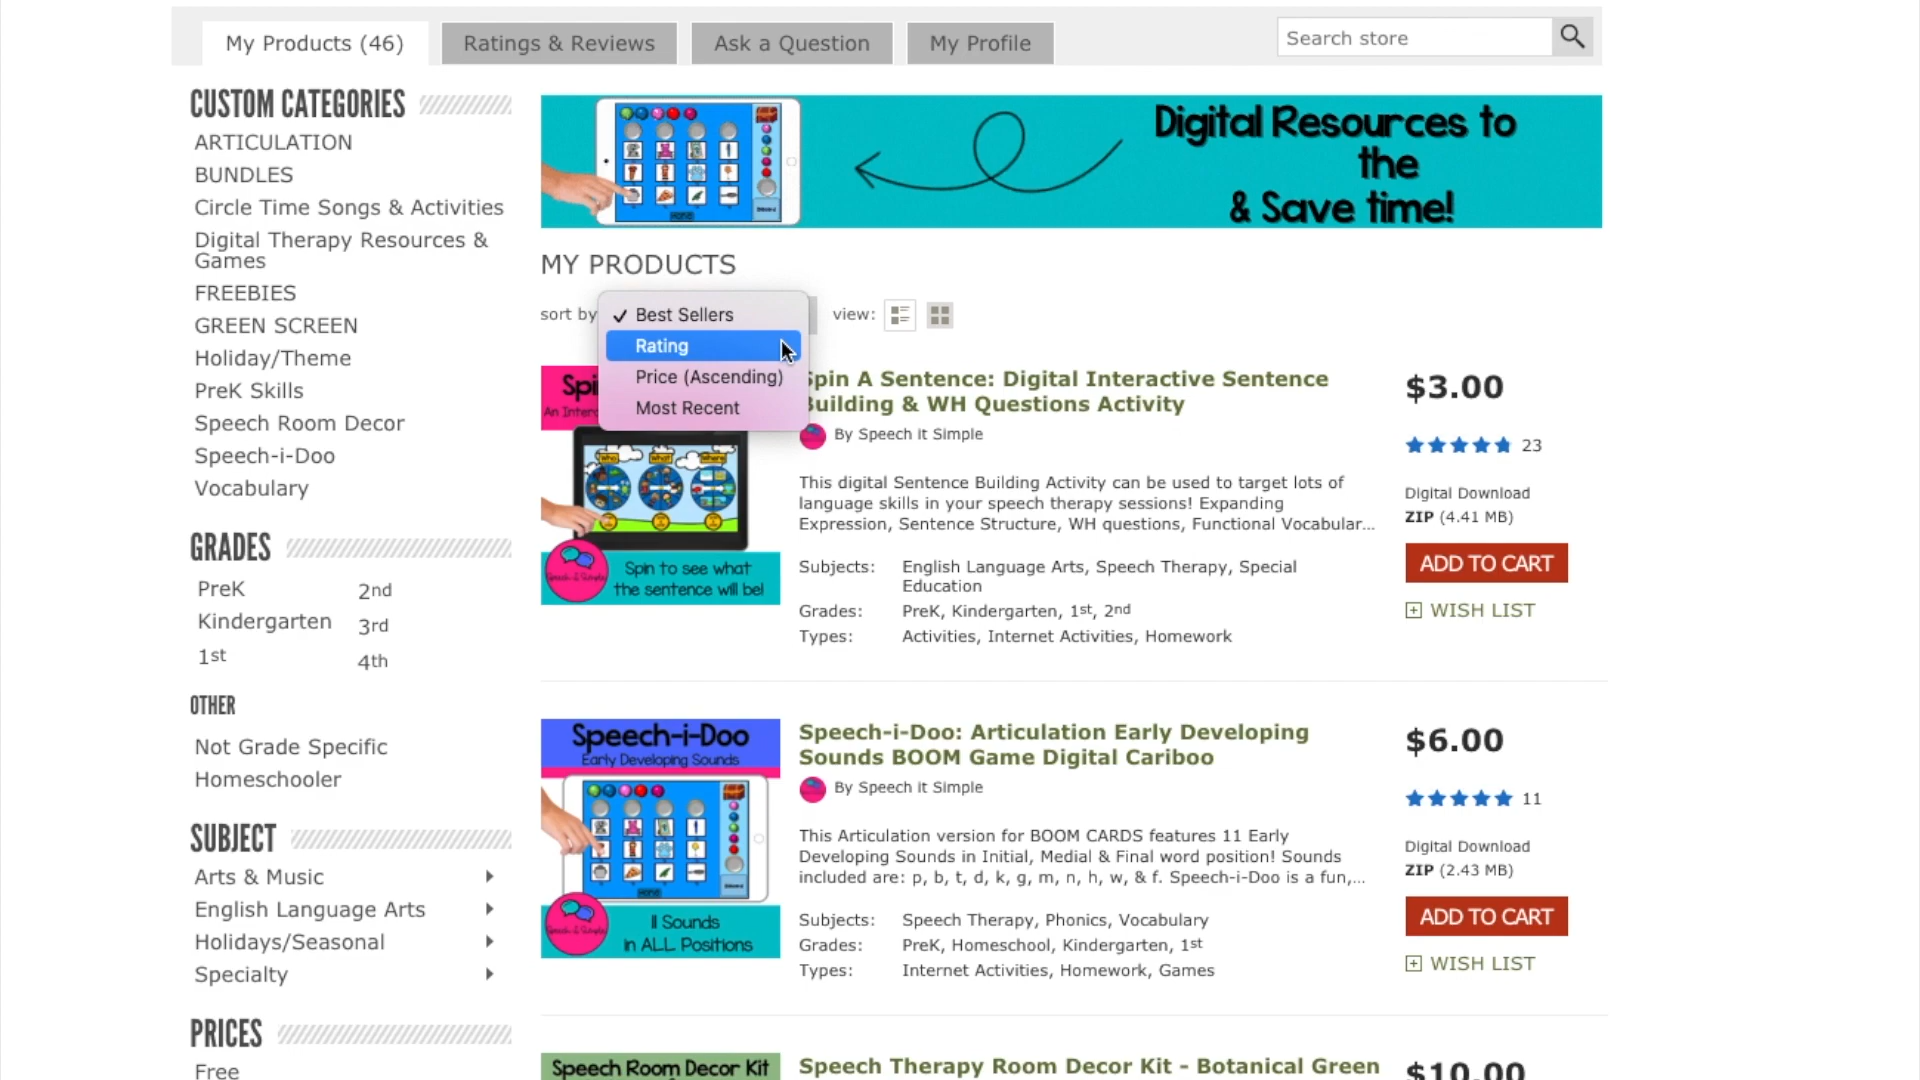 My Products (46)
Ratings & Reviews
Ask a Question
My Profile
Search store
CUSTOM CATEGORIES
ARTICULATION
BUNDLES
Circle Time Songs & Activities
Digital Therapy Resources &
Games
FREEBIES
GREEN SCREEN
Holiday/Theme
PreK Skills
Speech Room Decor
Speech-i-Doo
Vocabulary
GRADES
PreK
2nd
Kindergarten
3rd
1st
4th
OTHER
Not Grade Specific
Homeschooler
SUBJECT
Arts & Music
English Language Arts
Holidays/Seasonal
Specialty
PRICES
Free
Digital Resources to
the
& Save time!
MY PRODUCTS
sort by
✓ Best Sellers
Rating
Price (Ascending)
Most Recent
view:
Who
What
Where
Spin to see what
the sentence will be!
Spin A Sentence: Digital Interactive Sentence
Building & WH Questions Activity
By Speech it Simple
This digital Sentence Building Activity can be used to target lots of
language skills in your speech therapy sessions! Expanding
Expression, Sentence Structure, WH questions, Functional Vocabular...
Subjects: English Language Arts, Speech Therapy, Special
Education
Grades: PreK, Kindergarten, 1st, 2nd
Types: Activities, Internet Activities, Homework
$3.00
23
Digital Download
ZIP (4.41 MB)
ADD TO CART
WISH LIST
Speech-i-Doo
Early Developing Sounds
11 Sounds
in ALL Positions
Speech-i-Doo: Articulation Early Developing
Sounds BOOM Game Digital Cariboo
By Speech it Simple
This Articulation version for BOOM CARDS features 11 Early
Developing Sounds in Initial, Medial & Final word position! Sounds
included are: p, b, t, d, k, g, m, n, h, w, & f. Speech-i-Doo is a fun,...
Subjects: Speech Therapy, Phonics, Vocabulary
Grades: PreK, Homeschool, Kindergarten, 1st
Types: Internet Activities, Homework, Games
$6.00
11
Digital Download
ZIP (2.43 MB)
ADD TO CART
WISH LIST
Speech Room Decor Kit
Speech Therapy Room Decor Kit - Botanical Green
$10.00